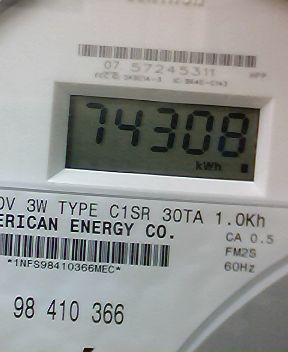 07 57245311
HPP
74308
kWh
0V 3W TYPE C1SR 30TA 1.0Kh
ERICAN ENERGY CO.
CA 0.5
FM2S
60Hz
*1NFS98410366MEC*
98 410 366